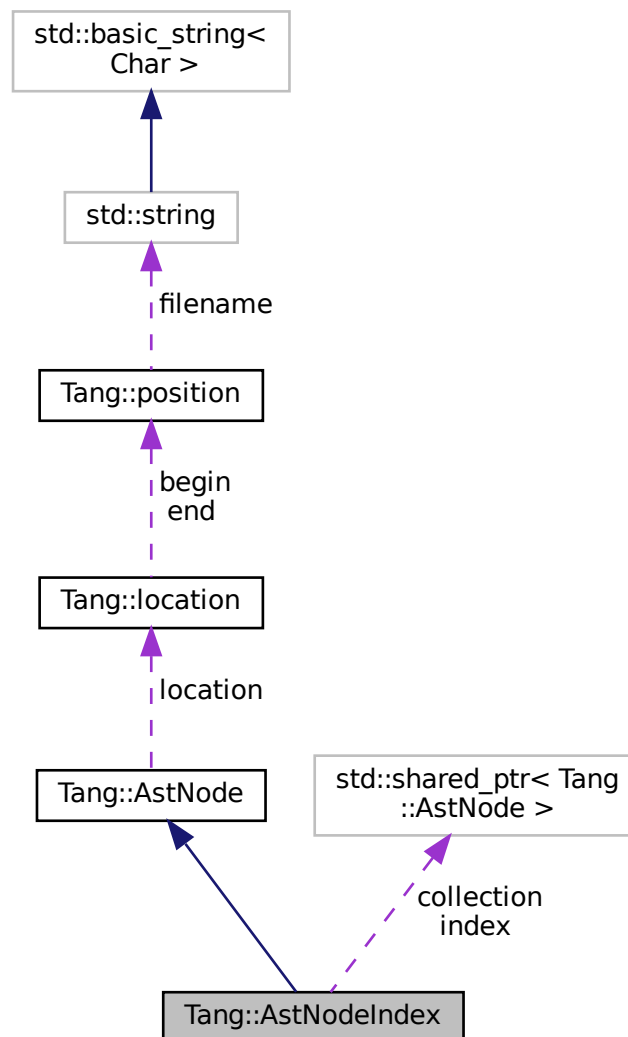 std::basic_string<
Char >
std::string
filename
Tang::position
begin
end
Tang::location
location
Tang::AstNode
std::shared_ptr< Tang
::AstNode >
collection
index
Tang::AstNodeIndex